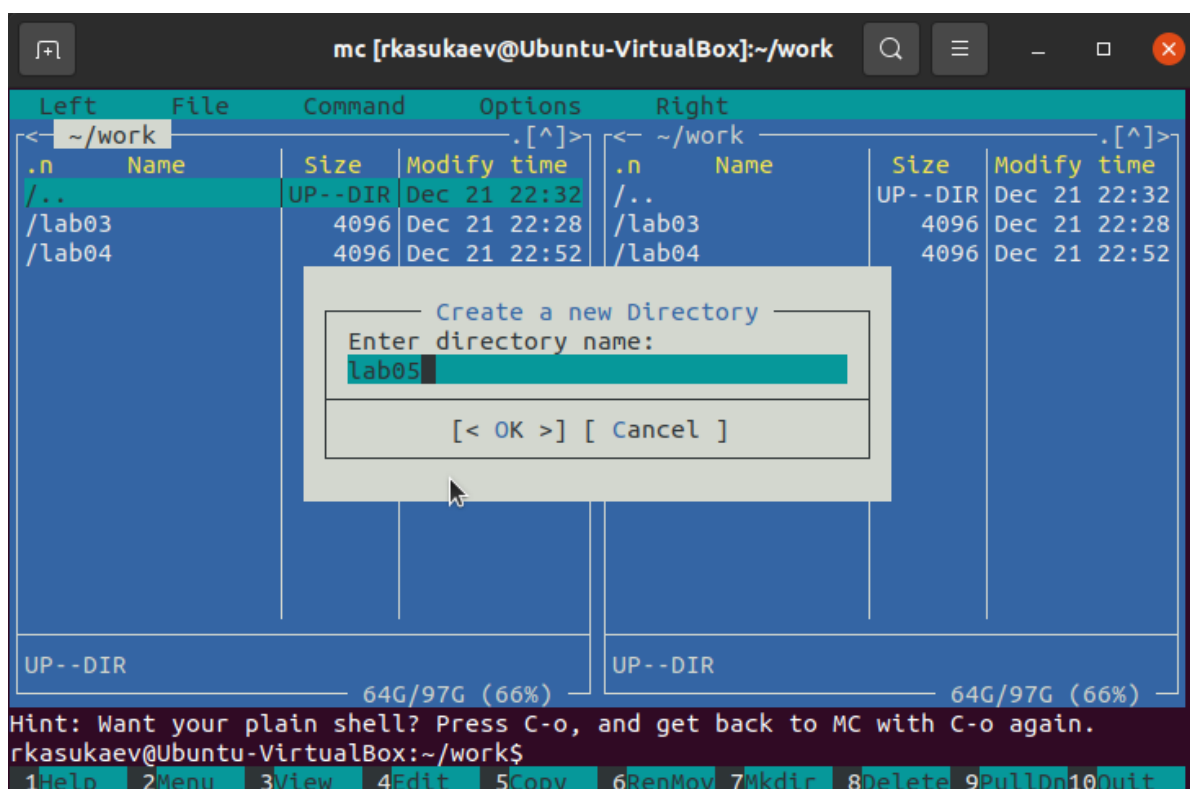 mc [rkasukaev@Ubuntu-VirtualBox]:~/work
Left File Command Options Right
<— ~/work —.[^]>
.n Name Size Modify time
/.. UP--DIR Dec 21 22:32
/lab03 4096 Dec 21 22:28
/lab04 4096 Dec 21 22:52
UP--DIR
64G/97G (66%)
<— ~/work —.[^]>
.n Name Size Modify time
/.. UP--DIR Dec 21 22:32
/lab03 4096 Dec 21 22:28
/lab04 4096 Dec 21 22:52
UP--DIR
64G/97G (66%)
Create a new Directory
Enter directory name:
lab05
[< OK >] [ Cancel ]
Hint: Want your plain shell? Press C-o, and get back to MC with C-o again.
rkasukaev@Ubuntu-VirtualBox:~/work$
1Help 2Menu 3View 4Edit 5Copy 6RenMov 7Mkdir 8Delete 9PullDn 10Quit